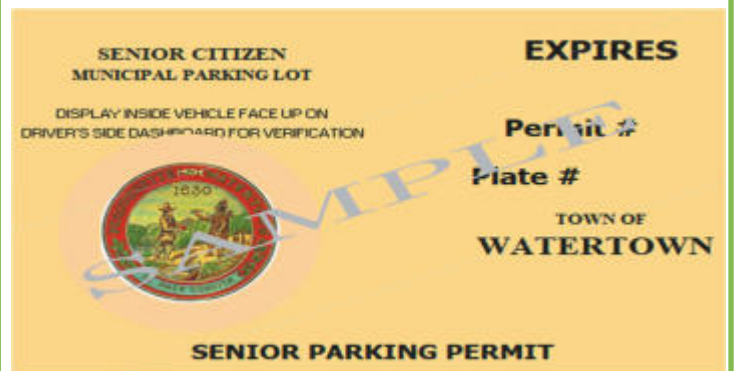 SENIOR CITIZEN
MUNICIPAL PARKING LOT
DISPLAY INSIDE VEHICLE FACE UP ON
DRIVER'S SIDE DASHBOARD FOR VERIFICATION
1630
EXPIRES
Permit #
Plate #
TOWN OF
WATERTOWN
SAMPLE
SENIOR PARKING PERMIT